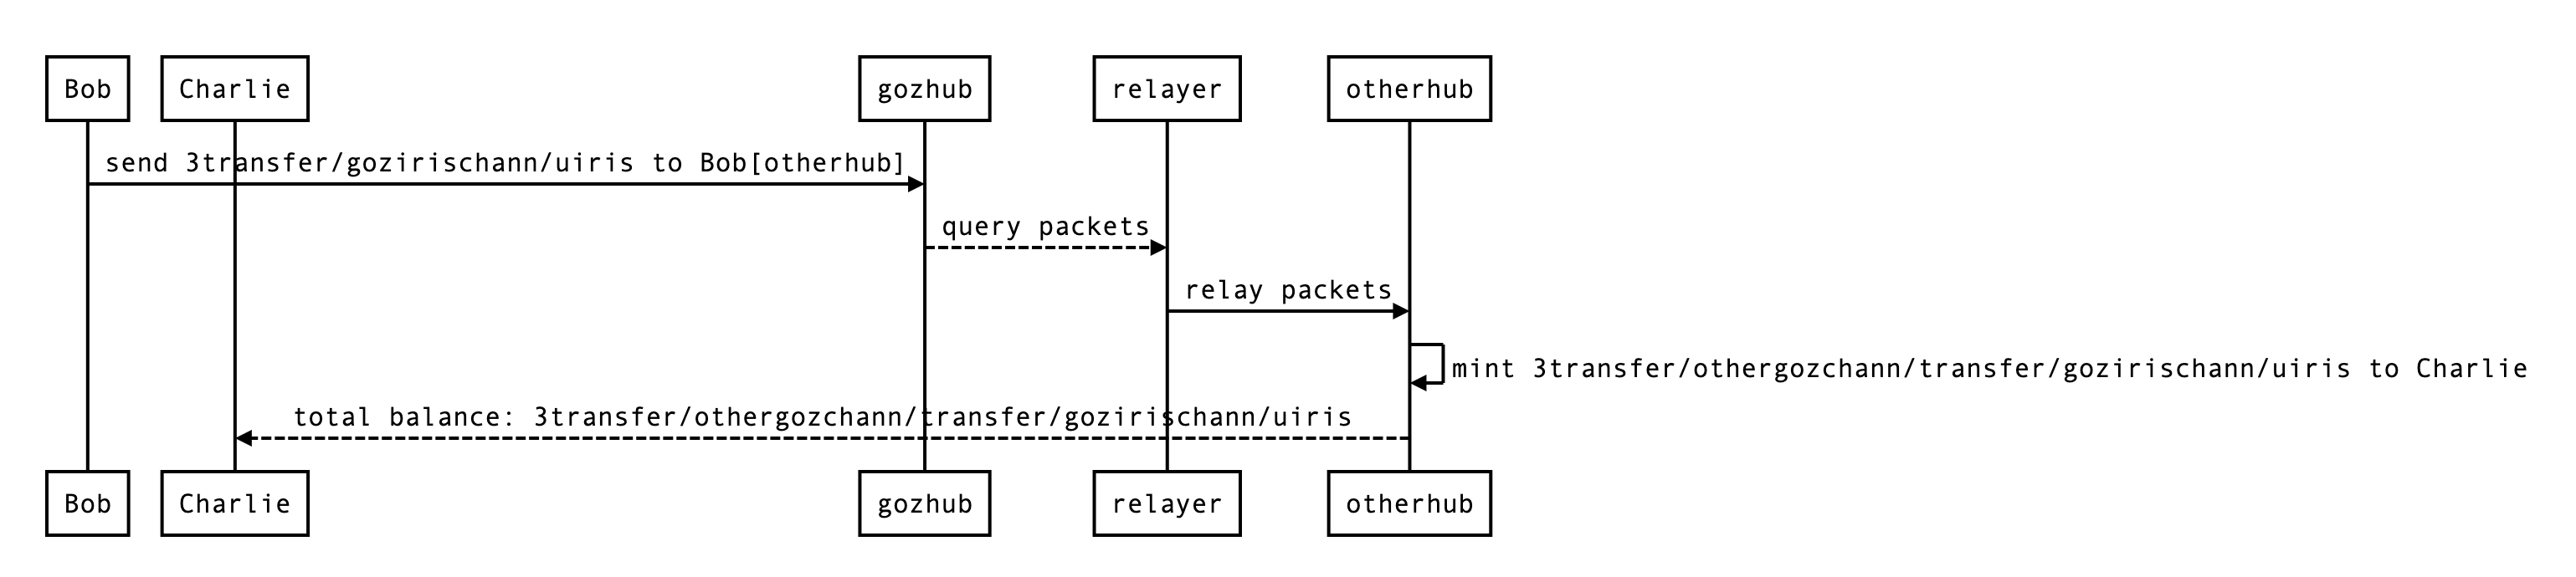 Bob
Charlie
gozhub
relayer
otherhub
send 3transfer/gozirischann/uiris to Bob[otherhub]
query packets
relay packets
mint 3transfer/othergozchann/transfer/gozirischann/uiris to Charlie
total balance: 3transfer/othergozchann/transfer/gozirischann/uiris
Bob
Charlie
gozhub
relayer
otherhub